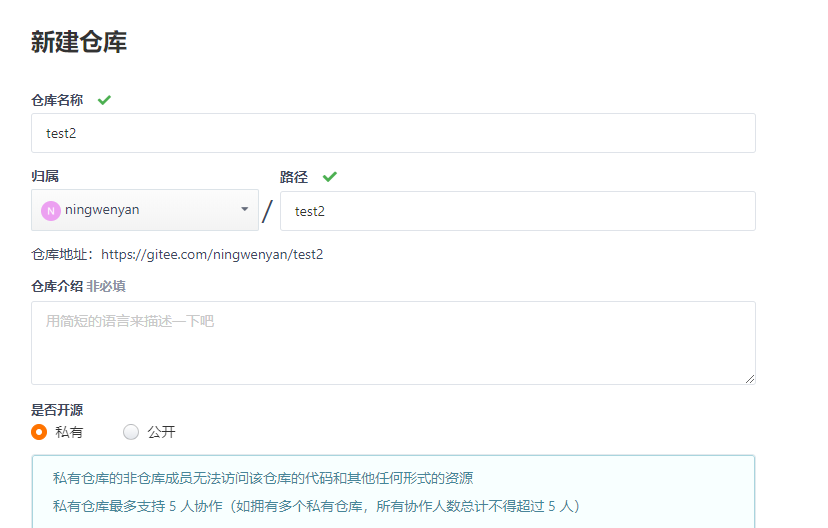 新建仓库
仓库名称
test2
归属 路径
N ningwenyan / test2
仓库地址：https://gitee.com/ningwenyan/test2
仓库介绍 非必填
用简短的语言来描述一下吧
是否开源
私有 公开
私有仓库的非仓库成员无法访问该仓库的代码和其他任何形式的资源
私有仓库最多支持 5 人协作（如拥有多个私有仓库，所有协作人数总计不得超过 5 人）